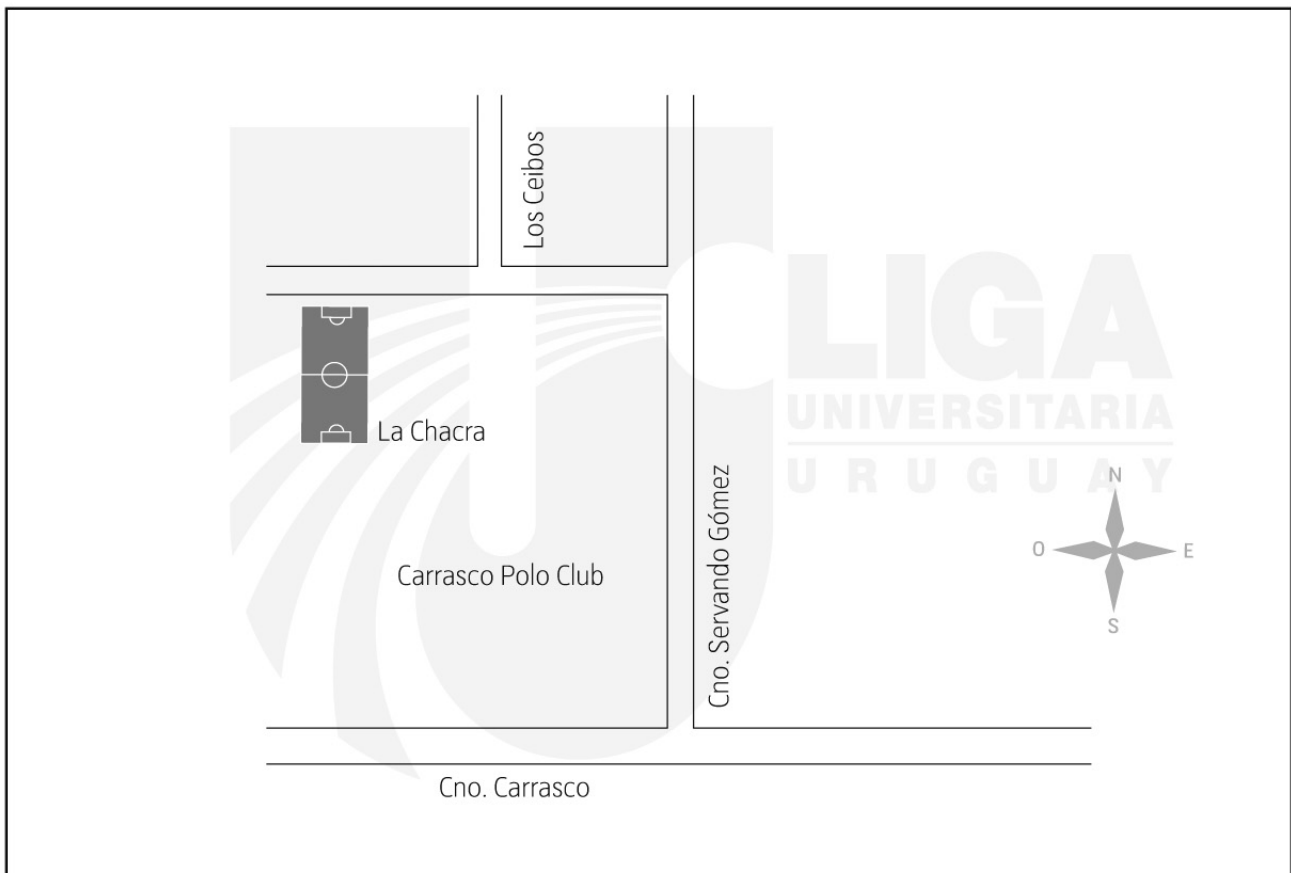 Los Ceibos
LIGA
UNIVERSITARIA
URUGUAY
La Chacra
Carrasco Polo Club
Cno. Servando Gómez
N
O
E
S
Cno. Carrasco